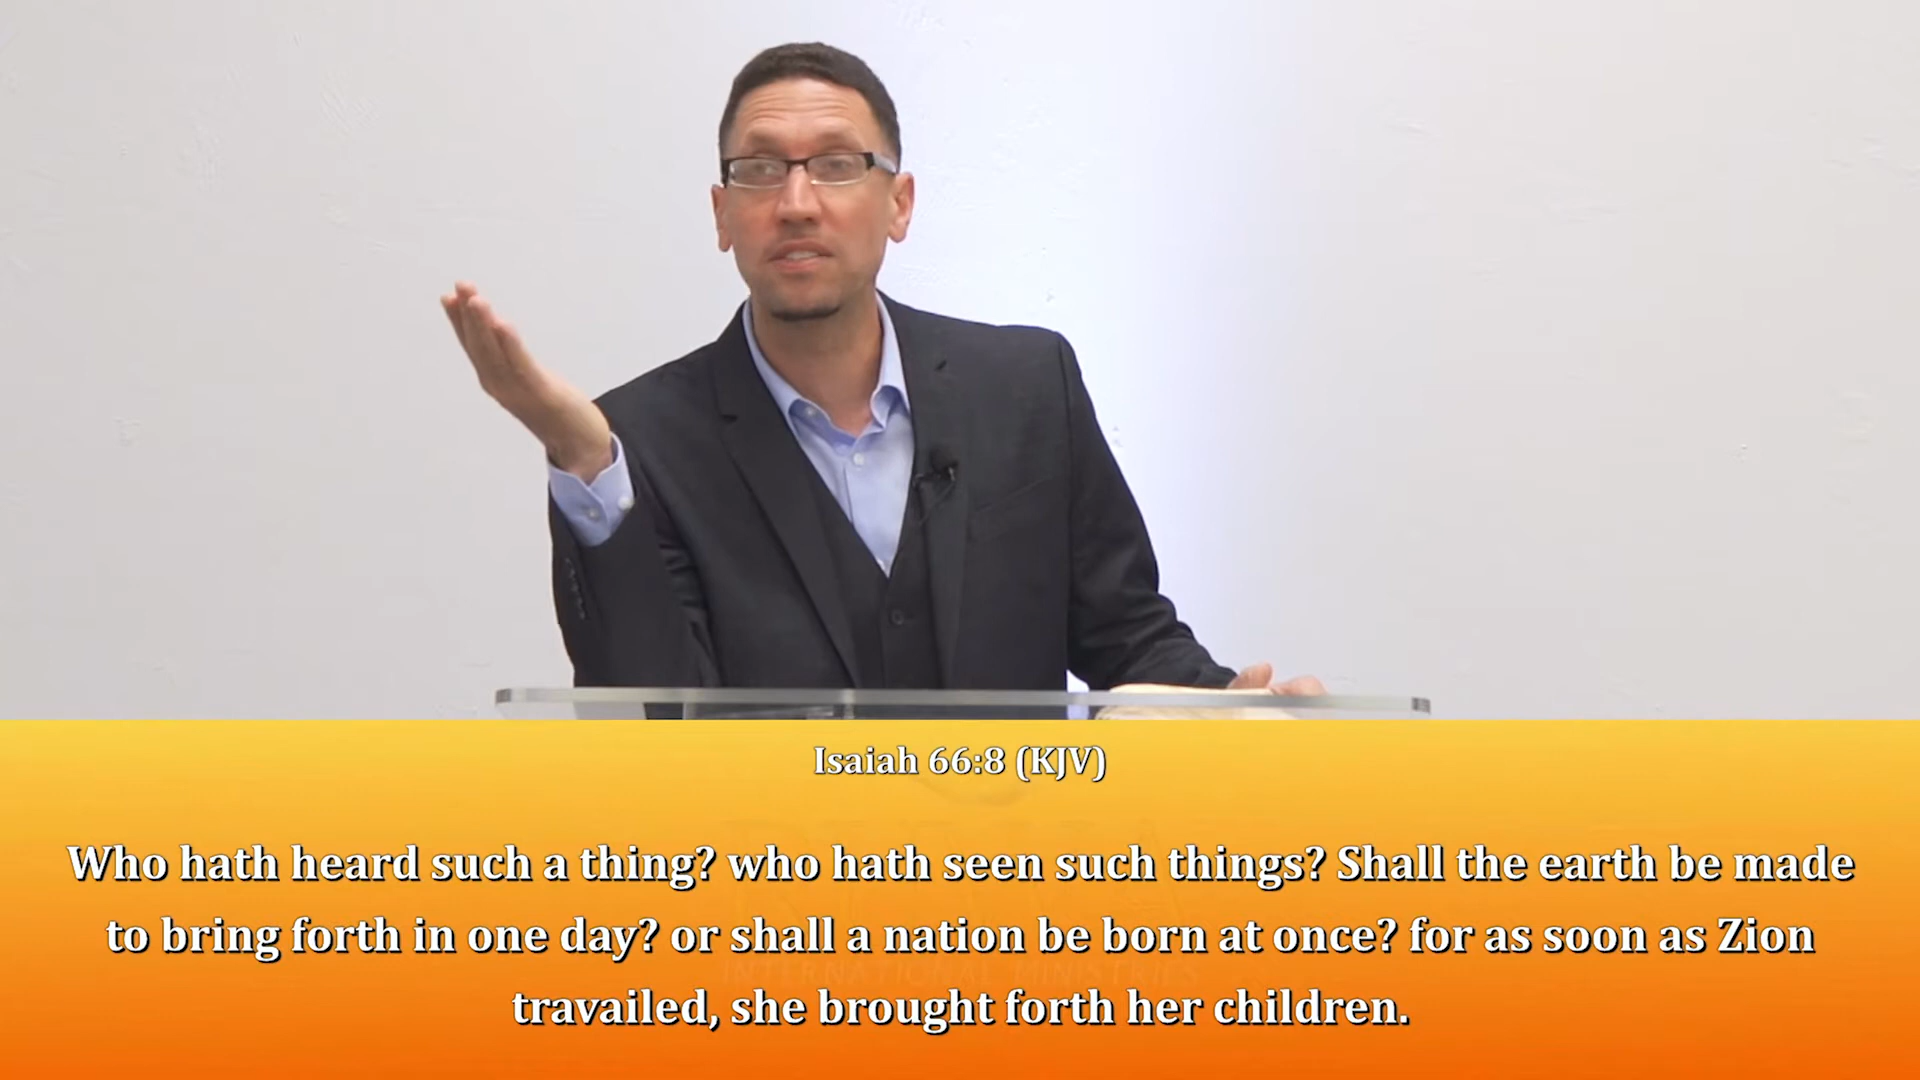 Isaiah 66:8 (KJV)
Who hath heard such a thing? who hath seen such things? Shall the earth be made
to bring forth in one day? or shall a nation be born at once? for as soon as Zion
travailed, she brought forth her children.
INTERNATIONAL MINISTRIES